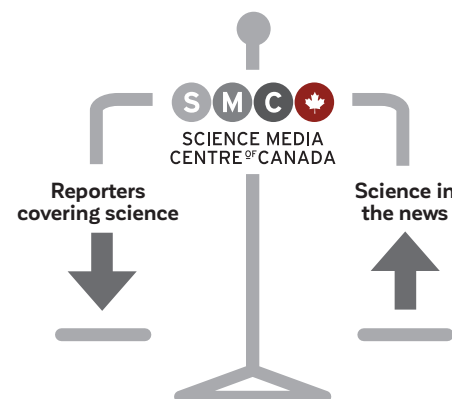 SMC
SCIENCE MEDIA
CENTRE OF CANADA
Reporters
covering science
Science in
the news